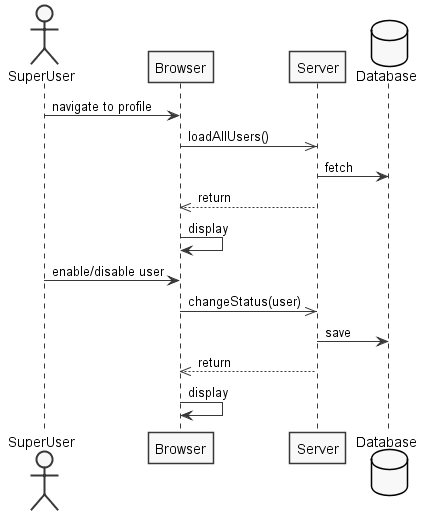 SuperUser
Browser
Server
Database
navigate to profile
loadAllUsers()
fetch
return
display
enable/disable user
changeStatus(user)
save
return
display
SuperUser
Browser
Server
Database